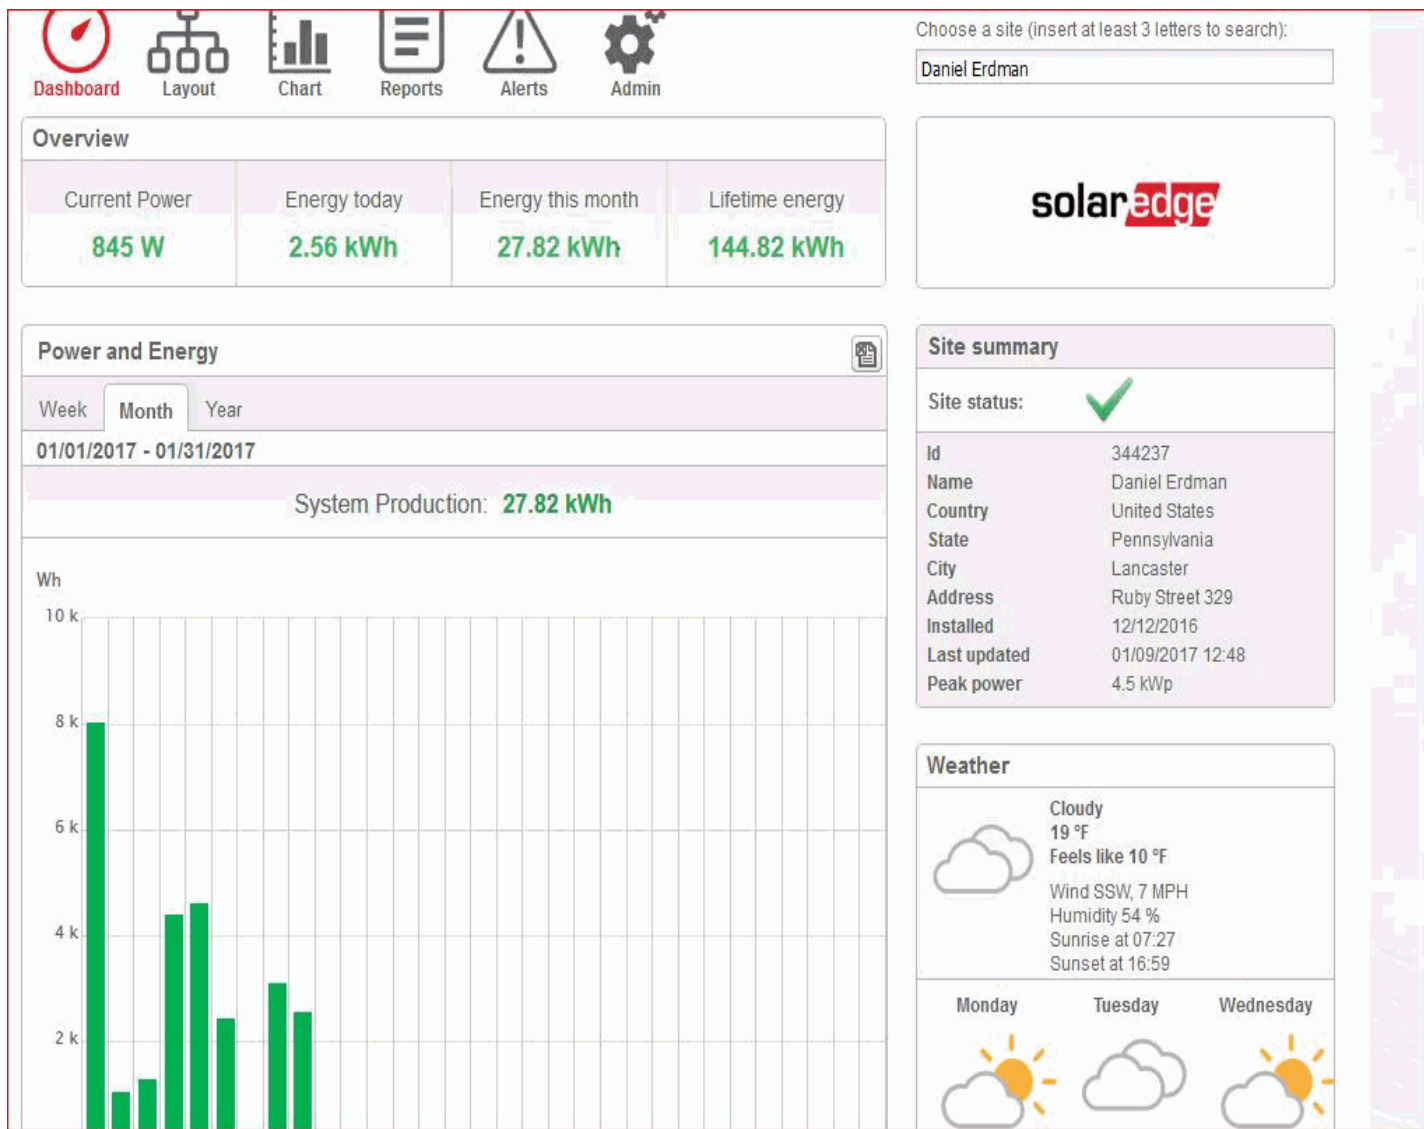 Dashboard Layout Chart Reports Alerts Admin
Choose a site (insert at least 3 letters to search):
Daniel Erdman
Overview
Current Power Energy today Energy this month Lifetime energy
845 W 2.56 kWh 27.82 kWh 144.82 kWh
solaredge
Power and Energy
Week Month Year
01/01/2017 - 01/31/2017
System Production: 27.82 kWh
Wh
10 k
8 k
6 k
4 k
2 k
Site summary
Site status:
Id 344237
Name Daniel Erdman
Country United States
State Pennsylvania
City Lancaster
Address Ruby Street 329
Installed 12/12/2016
Last updated 01/09/2017 12:48
Peak power 4.5 kWp
Weather
Cloudy
19 °F
Feels like 10 °F
Wind SSW, 7 MPH
Humidity 54 %
Sunrise at 07:27
Sunset at 16:59
Monday Tuesday Wednesday